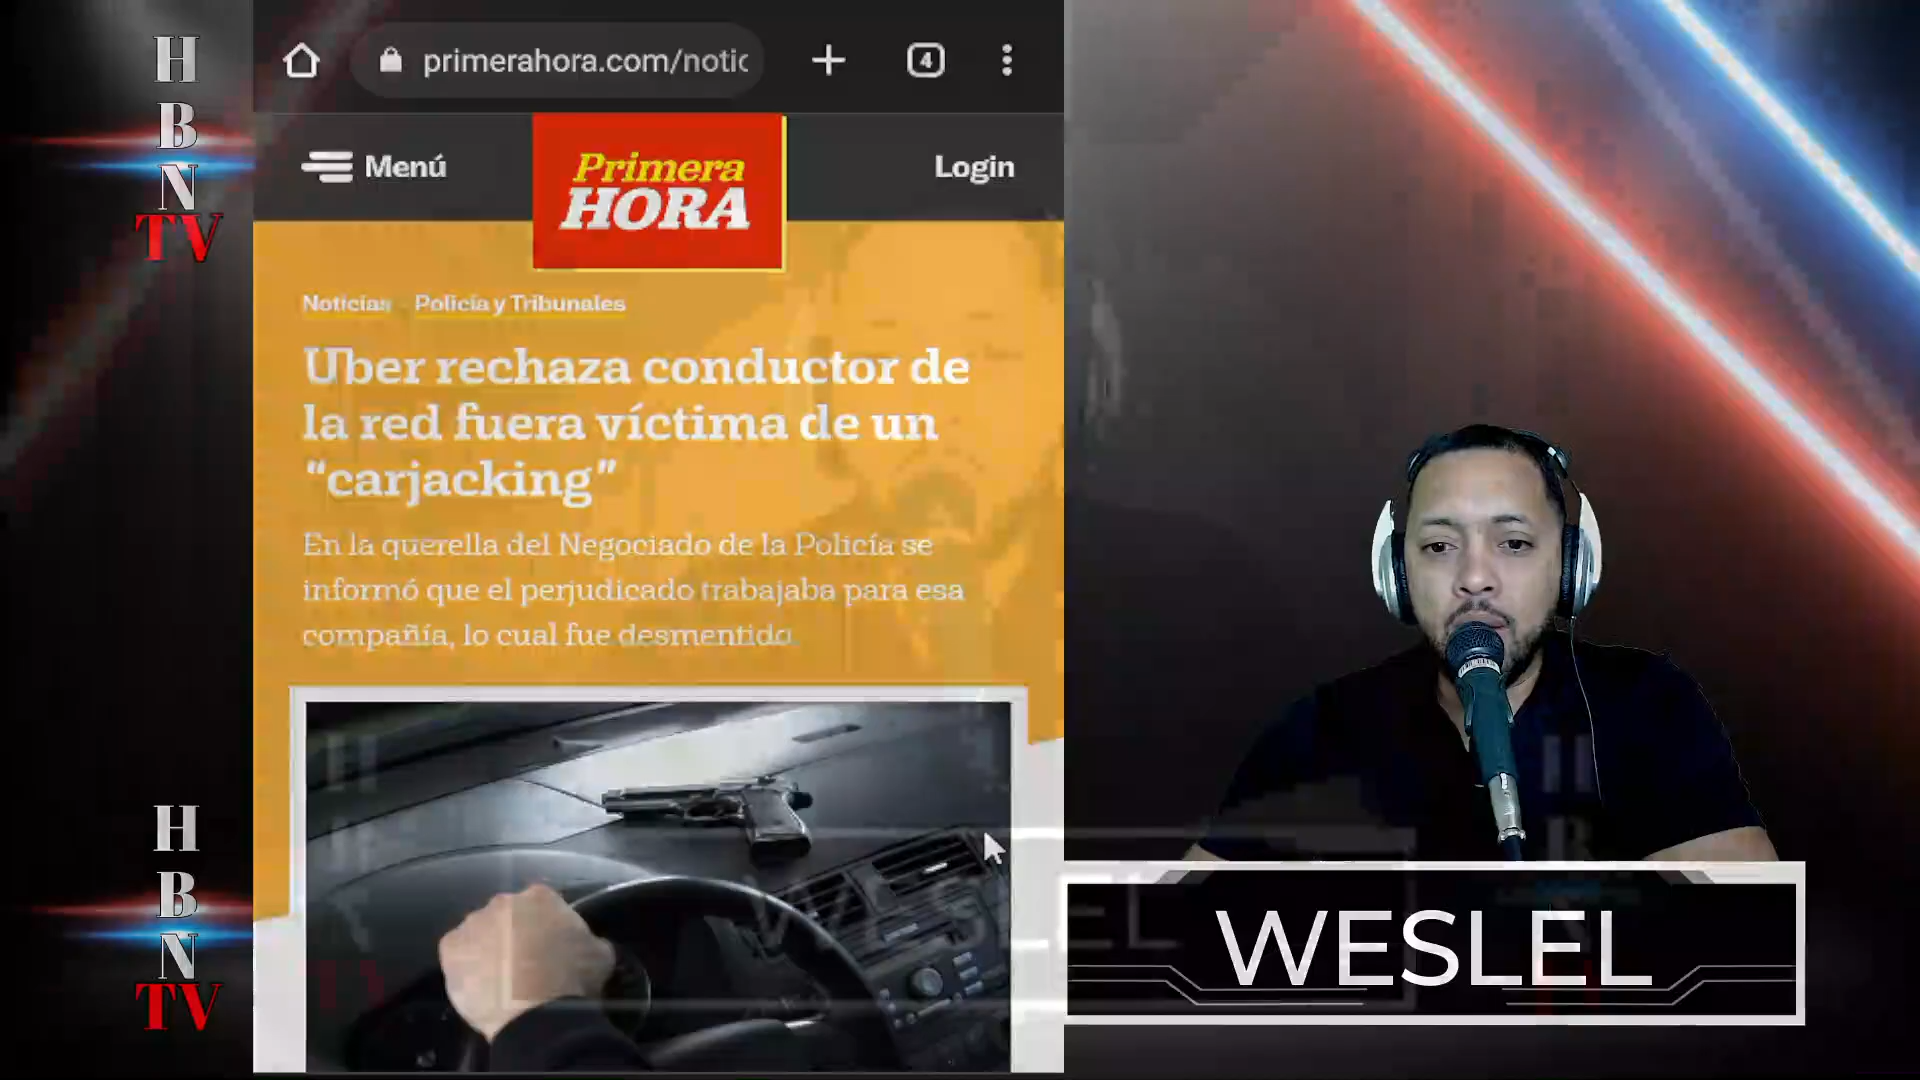 H
B
N
TV
primerahora.com/notic
4
Menú
Primera
HORA
Login
Noticias
Policía y Tribunales
Uber rechaza conductor de
la red fuera víctima de un
“carjacking”
En la querella del Negociado de la Policía se
informó que el perjudicado trabajaba para esa
compañía, lo cual fue desmentido.
H
B
N
TV
WESLEL